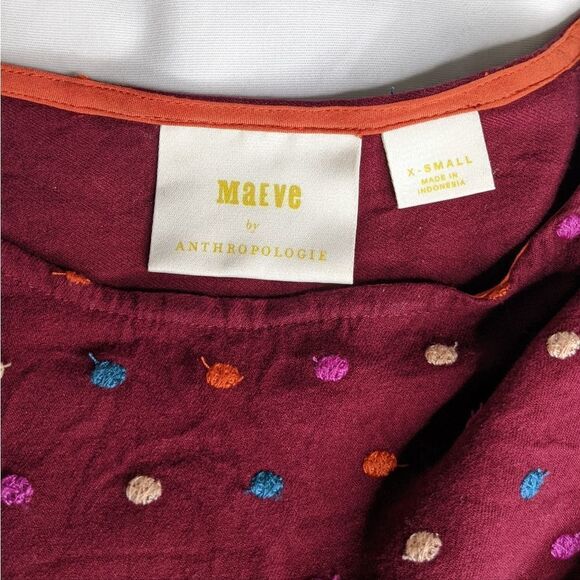 MAEVE
by
ANTHROPOLOGIE
X-SMALL
MADE IN
INDONESIA